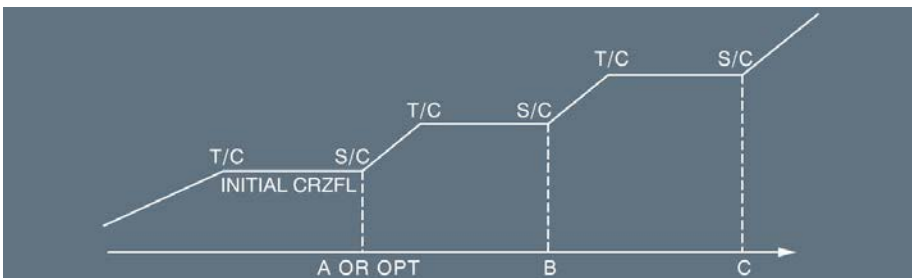 T/C S/C
T/C S/C
T/C S/C
INITIAL CRZFL
A OR OPT B C